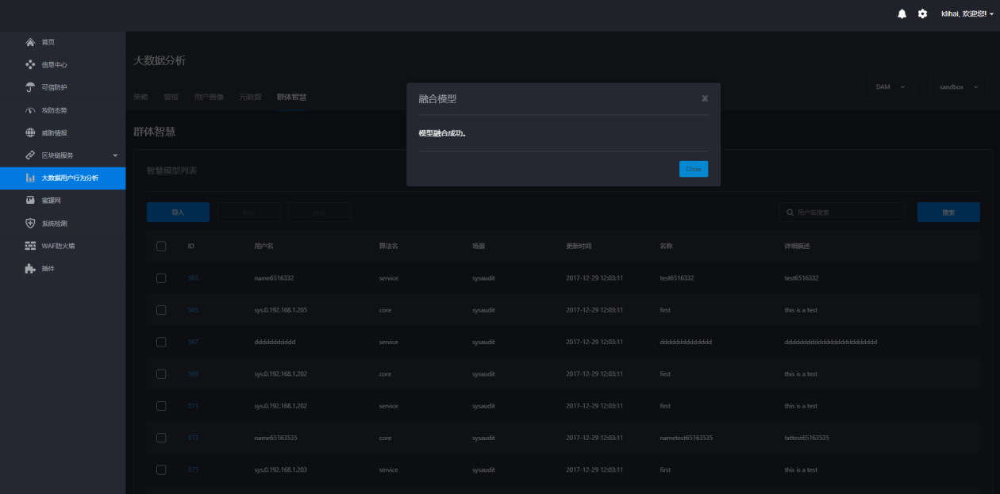 klihai, 欢迎您!
首页
信息中心
可信防护
攻防态势
威胁情报
区块链服务
大数据用户行为分析
蜜罐网
系统检测
WAF防火墙
插件
大数据分析
策略 警报 用户画像 元数据 群体智慧
DAM sandbox
群体智慧
融合模型 X
模型融合成功。
Close
智慧模型列表
导入 用户名搜索 搜索
ID 用户名 算法名 场景 更新时间 名称 详细描述
563 name6516332 service sysaudit 2017-12-29 12:03:11 test6516332 test6516332
565 sys.0.192.168.1.205 core sysaudit 2017-12-29 12:03:11 first this is a test
567 ddddddddddd service sysaudit 2017-12-29 12:03:11 dddddddddddddd ddddddddddddddddddddddddd
569 sys.0.192.168.1.202 core sysaudit 2017-12-29 12:03:11 first this is a test
571 sys.0.192.168.1.202 service sysaudit 2017-12-29 12:03:11 first this is a test
573 name65163535 core sysaudit 2017-12-29 12:03:11 nametest65163535 txttest65163535
575 sys.0.192.168.1.203 service sysaudit 2017-12-29 12:03:11 first this is a test